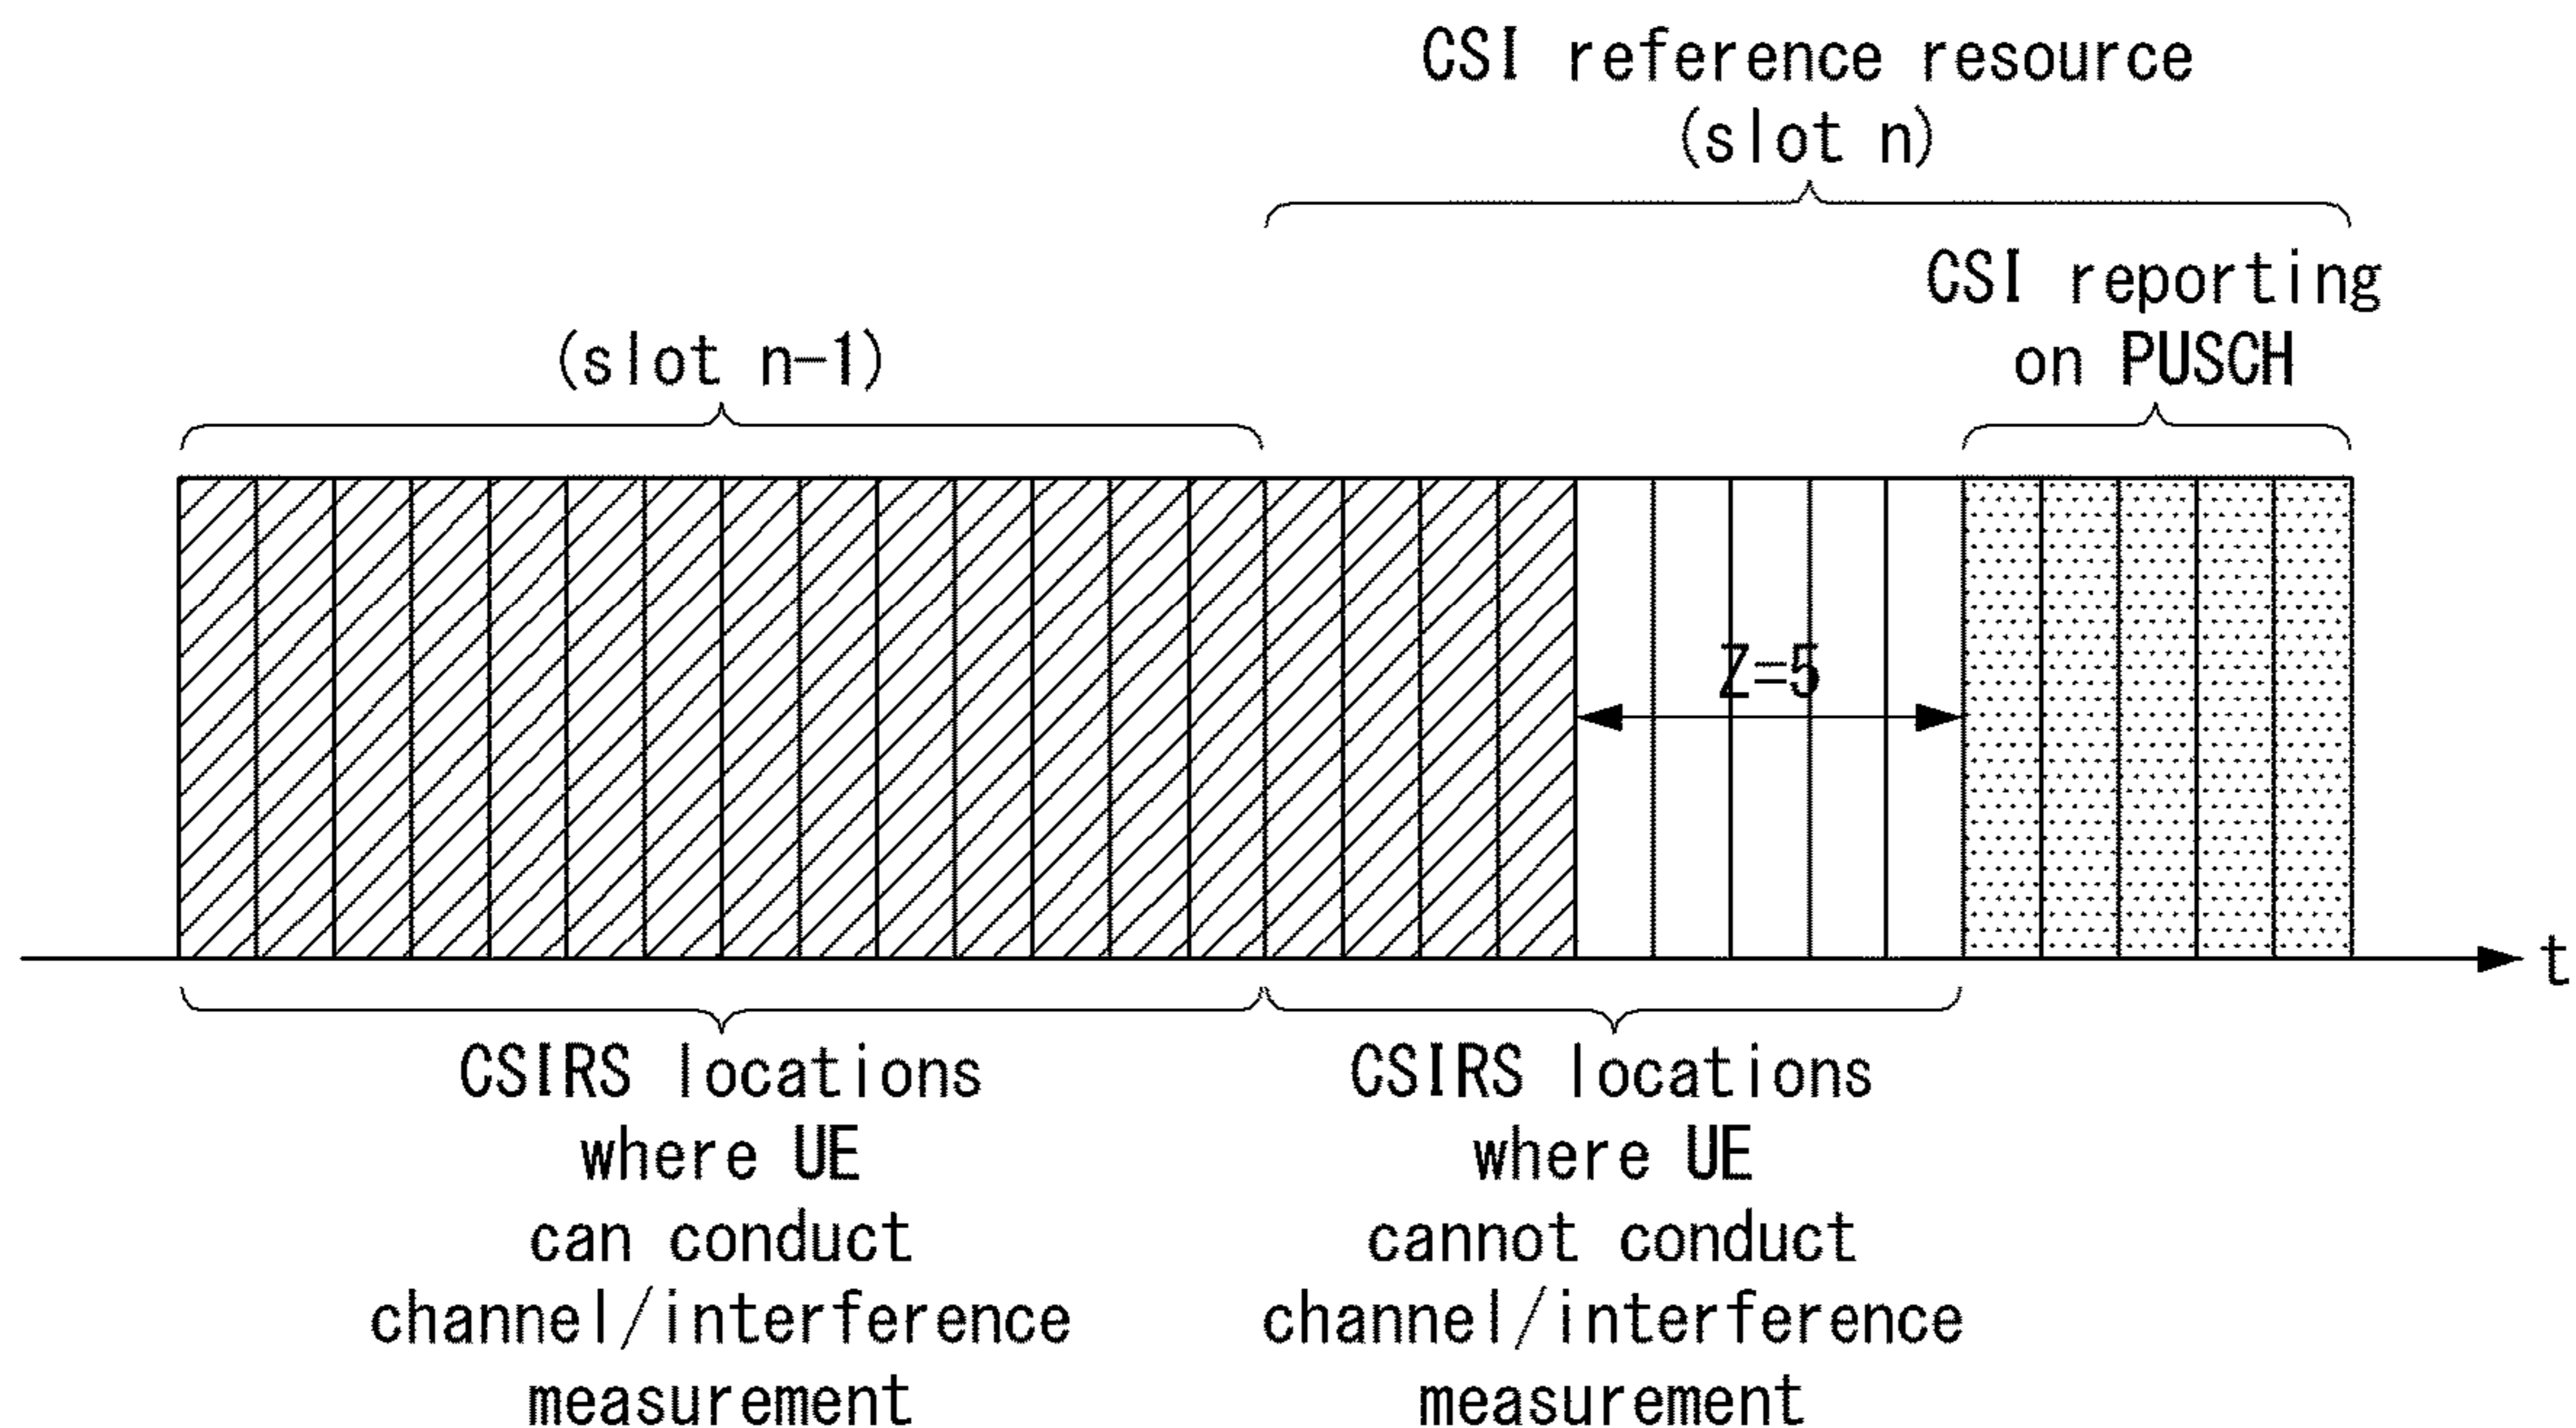 CSI reference resource
(slot n)
CSI reporting
on PUSCH
(slot n-1)
Z=5
t
CSIRS locations
where UE
can conduct
channel/interference
measurement
CSIRS locations
where UE
cannot conduct
channel/interference
measurement